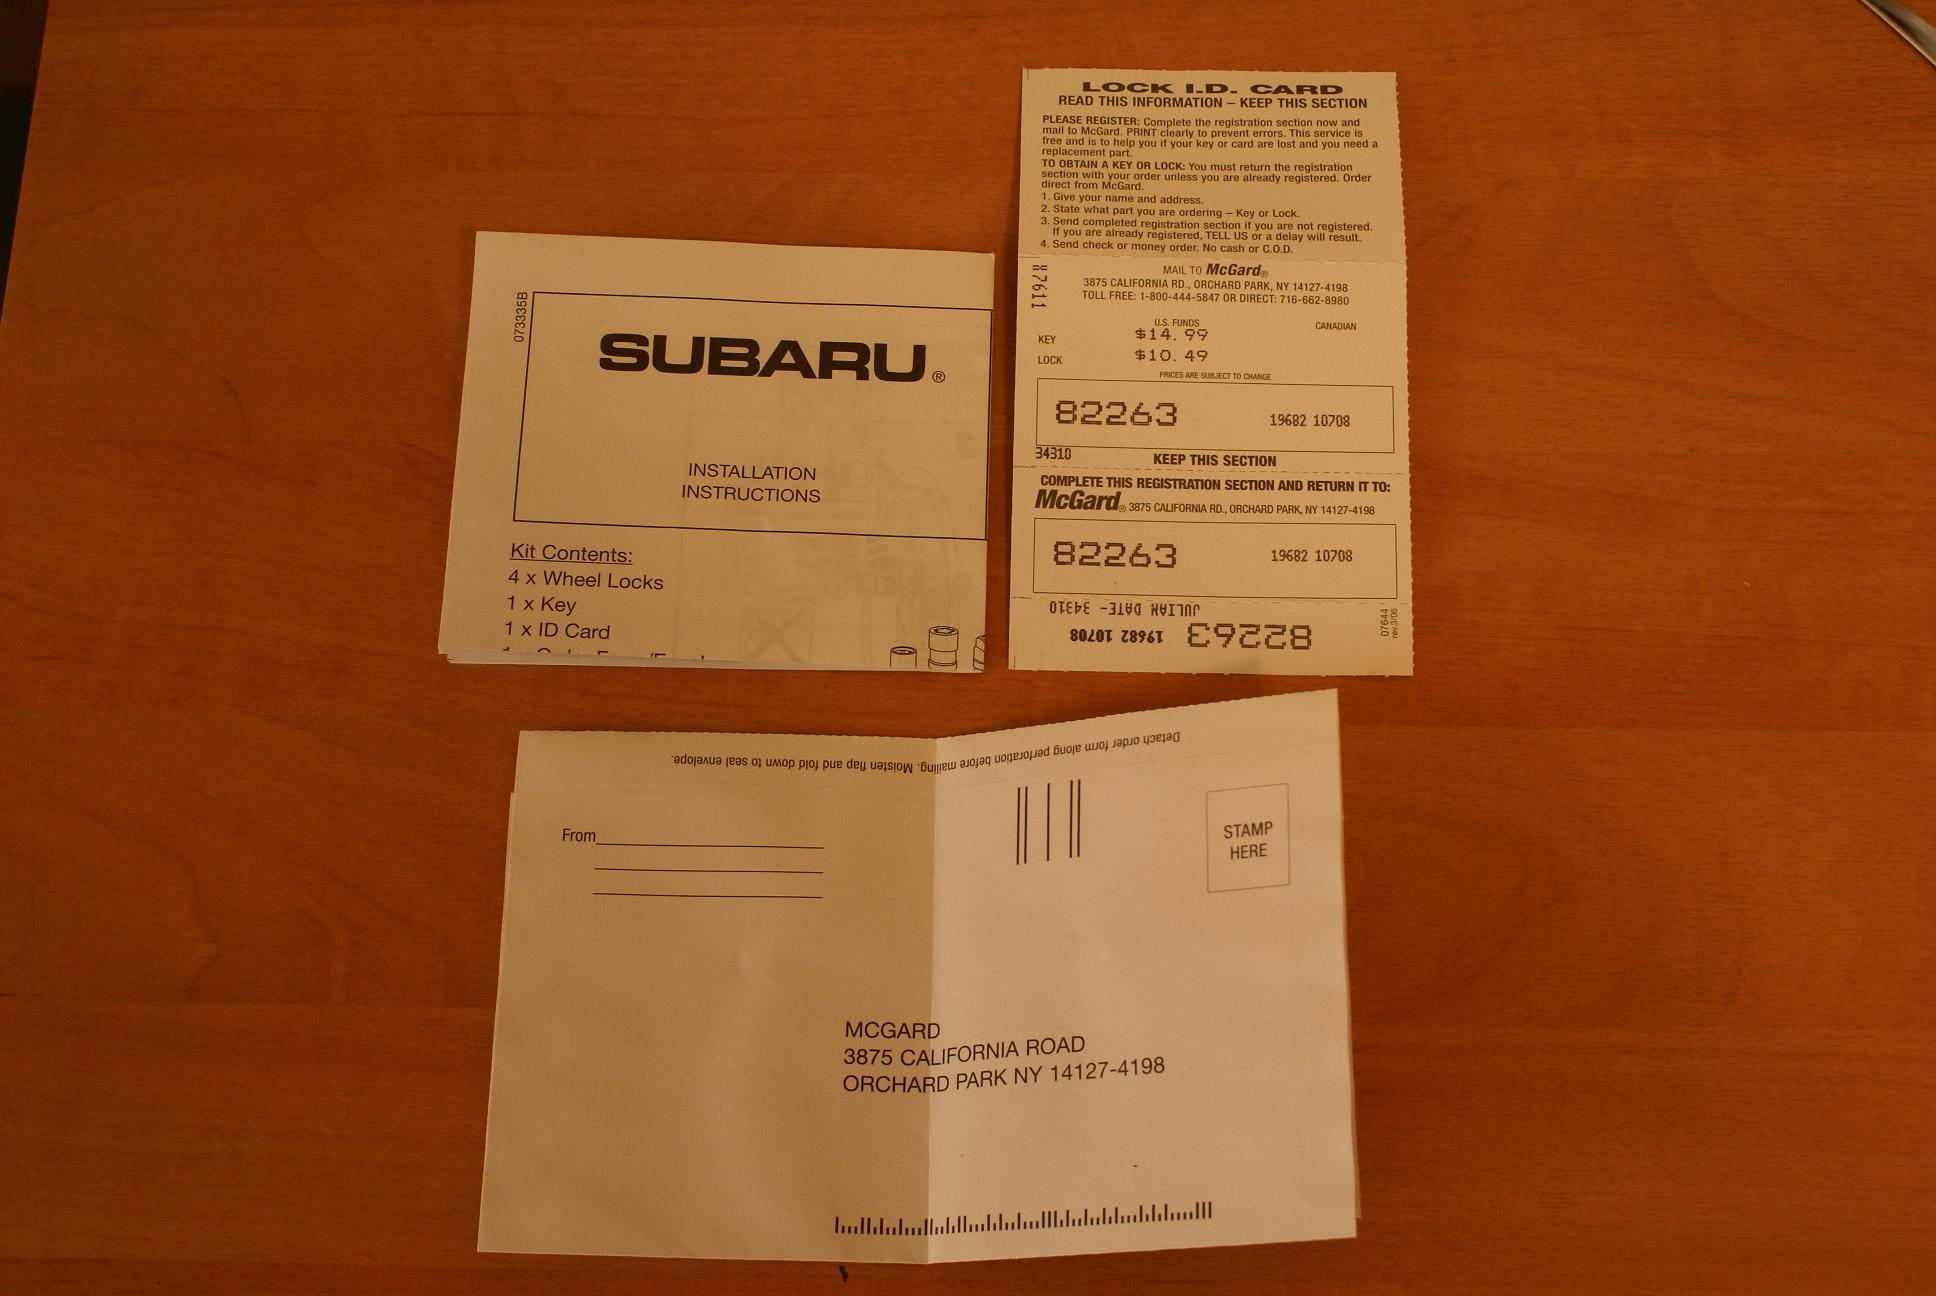 073335B
SUBARU®
INSTALLATION
INSTRUCTIONS
Kit Contents:
4 x Wheel Locks
1 x Key
1 x ID Card
LOCK I.D. CARD
READ THIS INFORMATION – KEEP THIS SECTION
PLEASE REGISTER: Complete the registration section now and
mail to McGard. PRINT clearly to prevent errors. This service is
free and is to help you if your key or card are lost and you need a
replacement part.
TO OBTAIN A KEY OR LOCK: You must return the registration
section with your order unless you are already registered. Order
direct from McGard.
1. Give your name and address.
2. State what part you are ordering – Key or Lock.
3. Send completed registration section if you are not registered.
If you are already registered, TELL US or a delay will result.
4. Send check or money order. No cash or C.O.D.
MAIL TO McGard®
3875 CALIFORNIA RD., ORCHARD PARK, NY 14127-4198
TOLL FREE: 1-800-444-5847 OR DIRECT: 716-662-8980
U.S. FUNDS CANADIAN
KEY $14.99
LOCK $10.49
PRICES ARE SUBJECT TO CHANGE
82263 19682 10708
34310 KEEP THIS SECTION
COMPLETE THIS REGISTRATION SECTION AND RETURN IT TO:
McGard® 3875 CALIFORNIA RD., ORCHARD PARK, NY 14127-4198
82263 19682 10708
JULIAN DATE- 34310
82263 19682 10708
07644
rev.3/06
Detach order form along perforation before mailing. Moisten flap and fold down to seal envelope.
From
STAMP
HERE
MCGARD
3875 CALIFORNIA ROAD
ORCHARD PARK NY 14127-4198